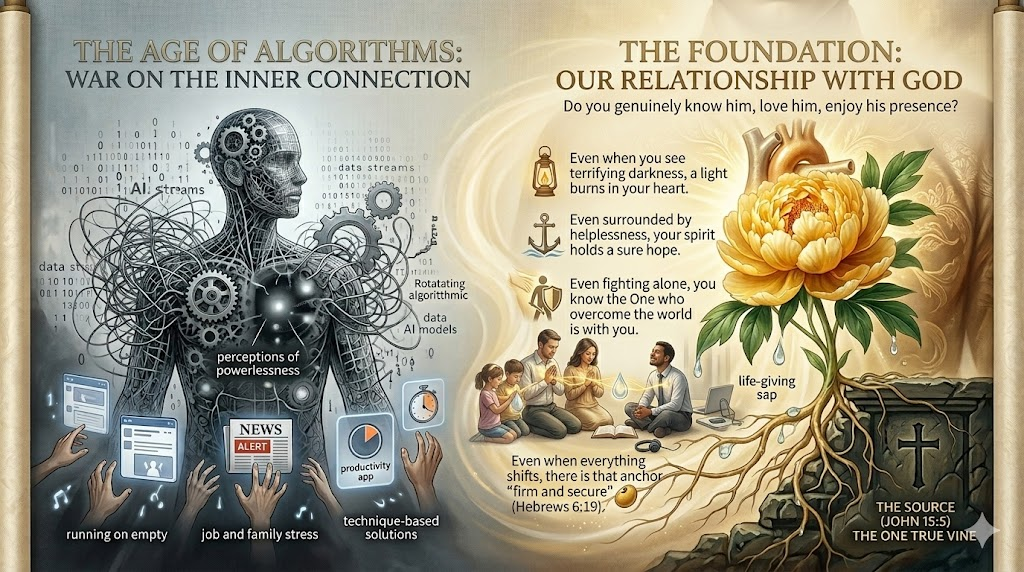 THE AGE OF ALGORITHMS:
WAR ON THE INNER CONNECTION
AI. streams
data streams
Rotatating
algortthmic
data
AI models
perceptions of
powerlessness
NEWS
ALERT
productivity
app
running on empty
job and family stress
technique-based
solutions
THE FOUNDATION:
OUR RELATIONSHIP WITH GOD
Do you genuinely know him, love him, enjoy his presence?
Even when you see
terrifying darkness, a light
burns in your heart.
Even surrounded by
helplessness, your spirit
holds a sure hope.
Even fighting alone, you
know the One who
overcome the world
is with you.
life-giving
sap
Even when everything
shifts, there is that anchor
“firm and secure”
(Hebrews 6:19).
THE SOURCE
(JOHN 15:5)
THE ONE TRUE VINE